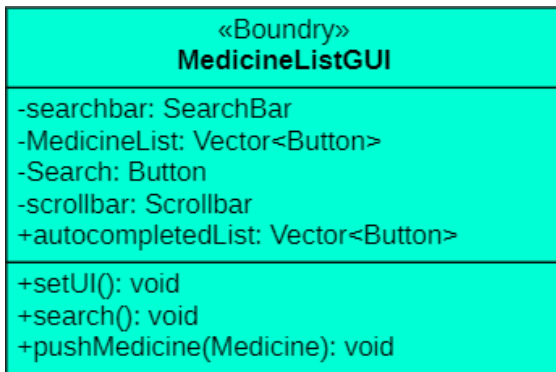 «Boundry»
MedicineListGUI
-searchbar: SearchBar
-MedicineList: Vector<Button>
-Search: Button
-scrollbar: Scrollbar
+autocompletedList: Vector<Button>
+setUI(): void
+search(): void
+pushMedicine(Medicine): void